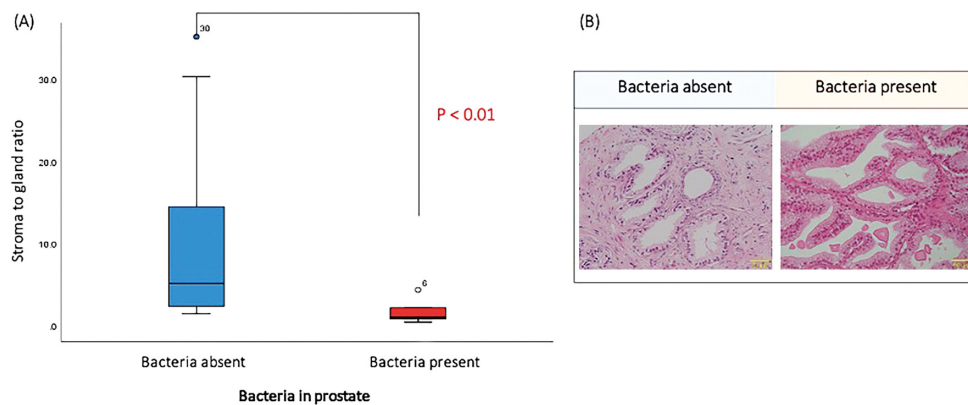 (A)
(B)
30
Stroma to gland ratio
30.0
20.0
10.0
.0
P < 0.01
6
Bacteria absent
Bacteria present
Bacteria in prostate
Bacteria absent
Bacteria present